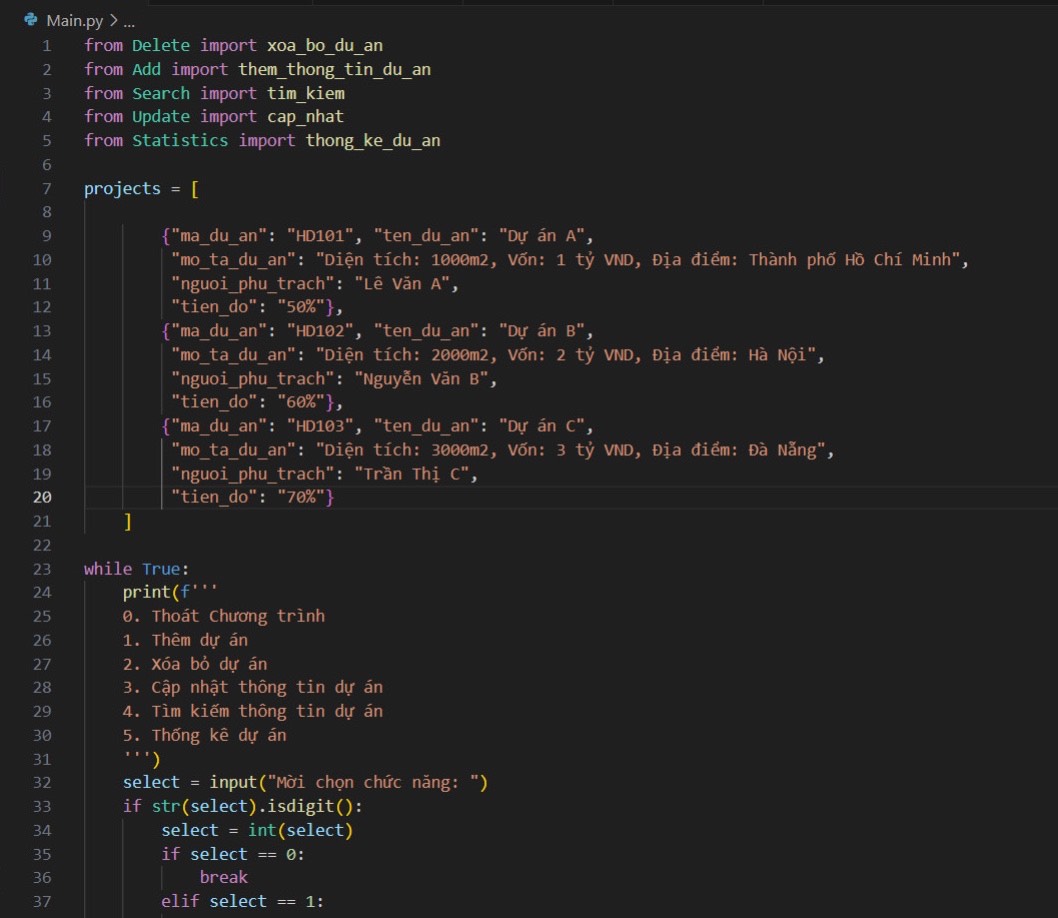 Main.py > ...
1 from Delete import xoa_bo_du_an
2 from Add import them_thong_tin_du_an
3 from Search import tim_kiem
4 from Update import cap_nhat
5 from Statistics import thong_ke_du_an
6
7 projects = [
8
9 {"ma_du_an": "HD101", "ten_du_an": "Dự án A",
10 "mo_ta_du_an": "Diện tích: 1000m2, Vốn: 1 tỷ VND, Địa điểm: Thành phố Hồ Chí Minh",
11 "nguoi_phu_trach": "Lê Văn A",
12 "tien_do": "50%"},
13 {"ma_du_an": "HD102", "ten_du_an": "Dự án B",
14 "mo_ta_du_an": "Diện tích: 2000m2, Vốn: 2 tỷ VND, Địa điểm: Hà Nội",
15 "nguoi_phu_trach": "Nguyễn Văn B",
16 "tien_do": "60%"},
17 {"ma_du_an": "HD103", "ten_du_an": "Dự án C",
18 "mo_ta_du_an": "Diện tích: 3000m2, Vốn: 3 tỷ VND, Địa điểm: Đà Nẵng",
19 "nguoi_phu_trach": "Trần Thị C",
20 "tien_do": "70%"}
21 ]
22
23 while True:
24 print(f'''
25 0. Thoát Chương trình
26 1. Thêm dự án
27 2. Xóa bỏ dự án
28 3. Cập nhật thông tin dự án
29 4. Tìm kiếm thông tin dự án
30 5. Thống kê dự án
31 ''')
32 select = input("Mời chọn chức năng: ")
33 if str(select).isdigit():
34 select = int(select)
35 if select == 0:
36 break
37 elif select == 1: